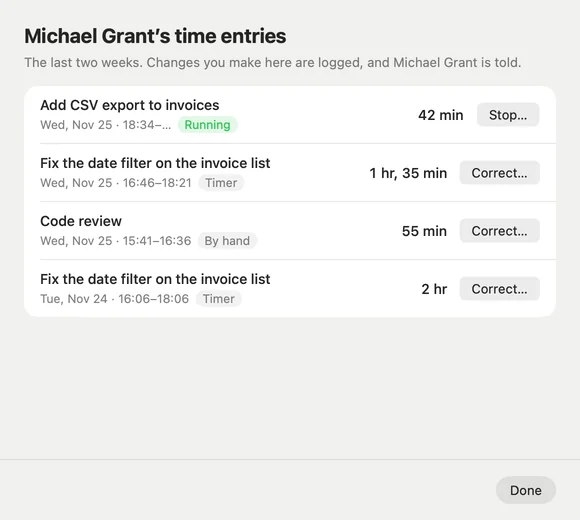 Michael Grant’s time entries
The last two weeks. Changes you make here are logged, and Michael Grant is told.
Add CSV export to invoices
Wed, Nov 25 · 18:34–… Running
42 min
Stop…
Fix the date filter on the invoice list
Wed, Nov 25 · 16:46–18:21 Timer
1 hr, 35 min
Correct…
Code review
Wed, Nov 25 · 15:41–16:36 By hand
55 min
Correct…
Fix the date filter on the invoice list
Tue, Nov 24 · 16:06–18:06 Timer
2 hr
Correct…
Done